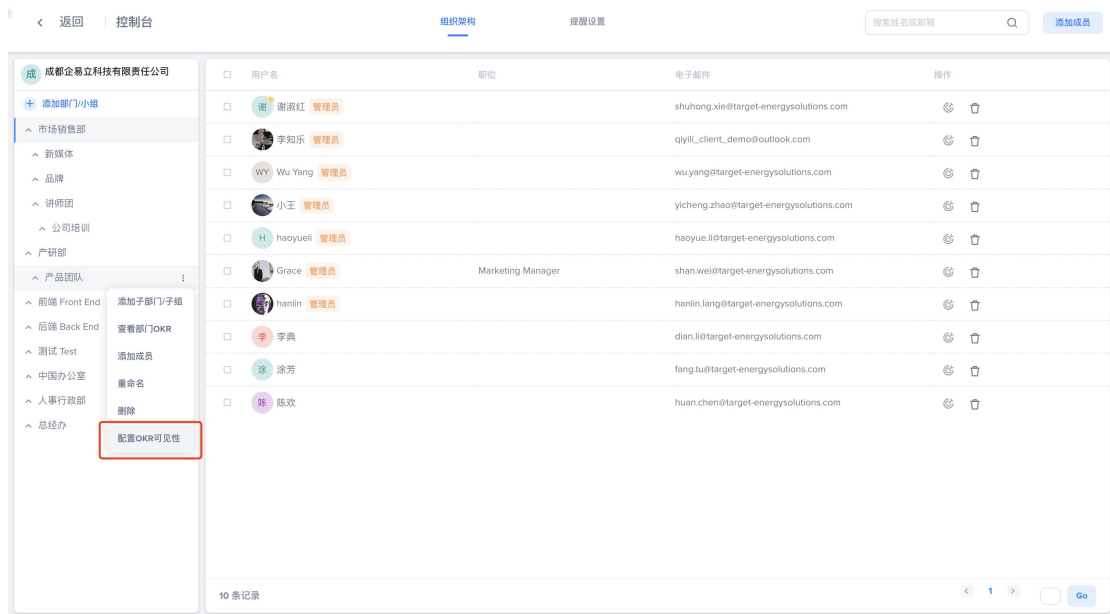 返回 控制台 组织架构 提醒设置 搜索姓名或邮箱 添加成员
成 成都企易立科技有限责任公司
添加部门/小组
市场销售部
新媒体
品牌
讲师团
公司培训
产研部
产品团队
前端 Front End
后端 Back End
测试 Test
中国办公室
人事行政部
总经办
添加子部门/子组
查看部门OKR
添加成员
重命名
删除
配置OKR可见性
用户名 职位 电子邮件 操作
谢 谢淑红 管理员 shuhong.xie@target-energysolutions.com
李知乐 管理员 qiyili_client_demo@outlook.com
WY Wu Yang 管理员 wu.yang@target-energysolutions.com
小王 管理员 yicheng.zhao@target-energysolutions.com
H haoyueli 管理员 haoyue.li@target-energysolutions.com
Grace 管理员 Marketing Manager shan.wei@target-energysolutions.com
hanlin 管理员 hanlin.lang@target-energysolutions.com
李 李典 dian.li@target-energysolutions.com
涂 涂芳 fang.tu@target-energysolutions.com
陈 陈欢 huan.chen@target-energysolutions.com
10 条记录 < 1 > Go